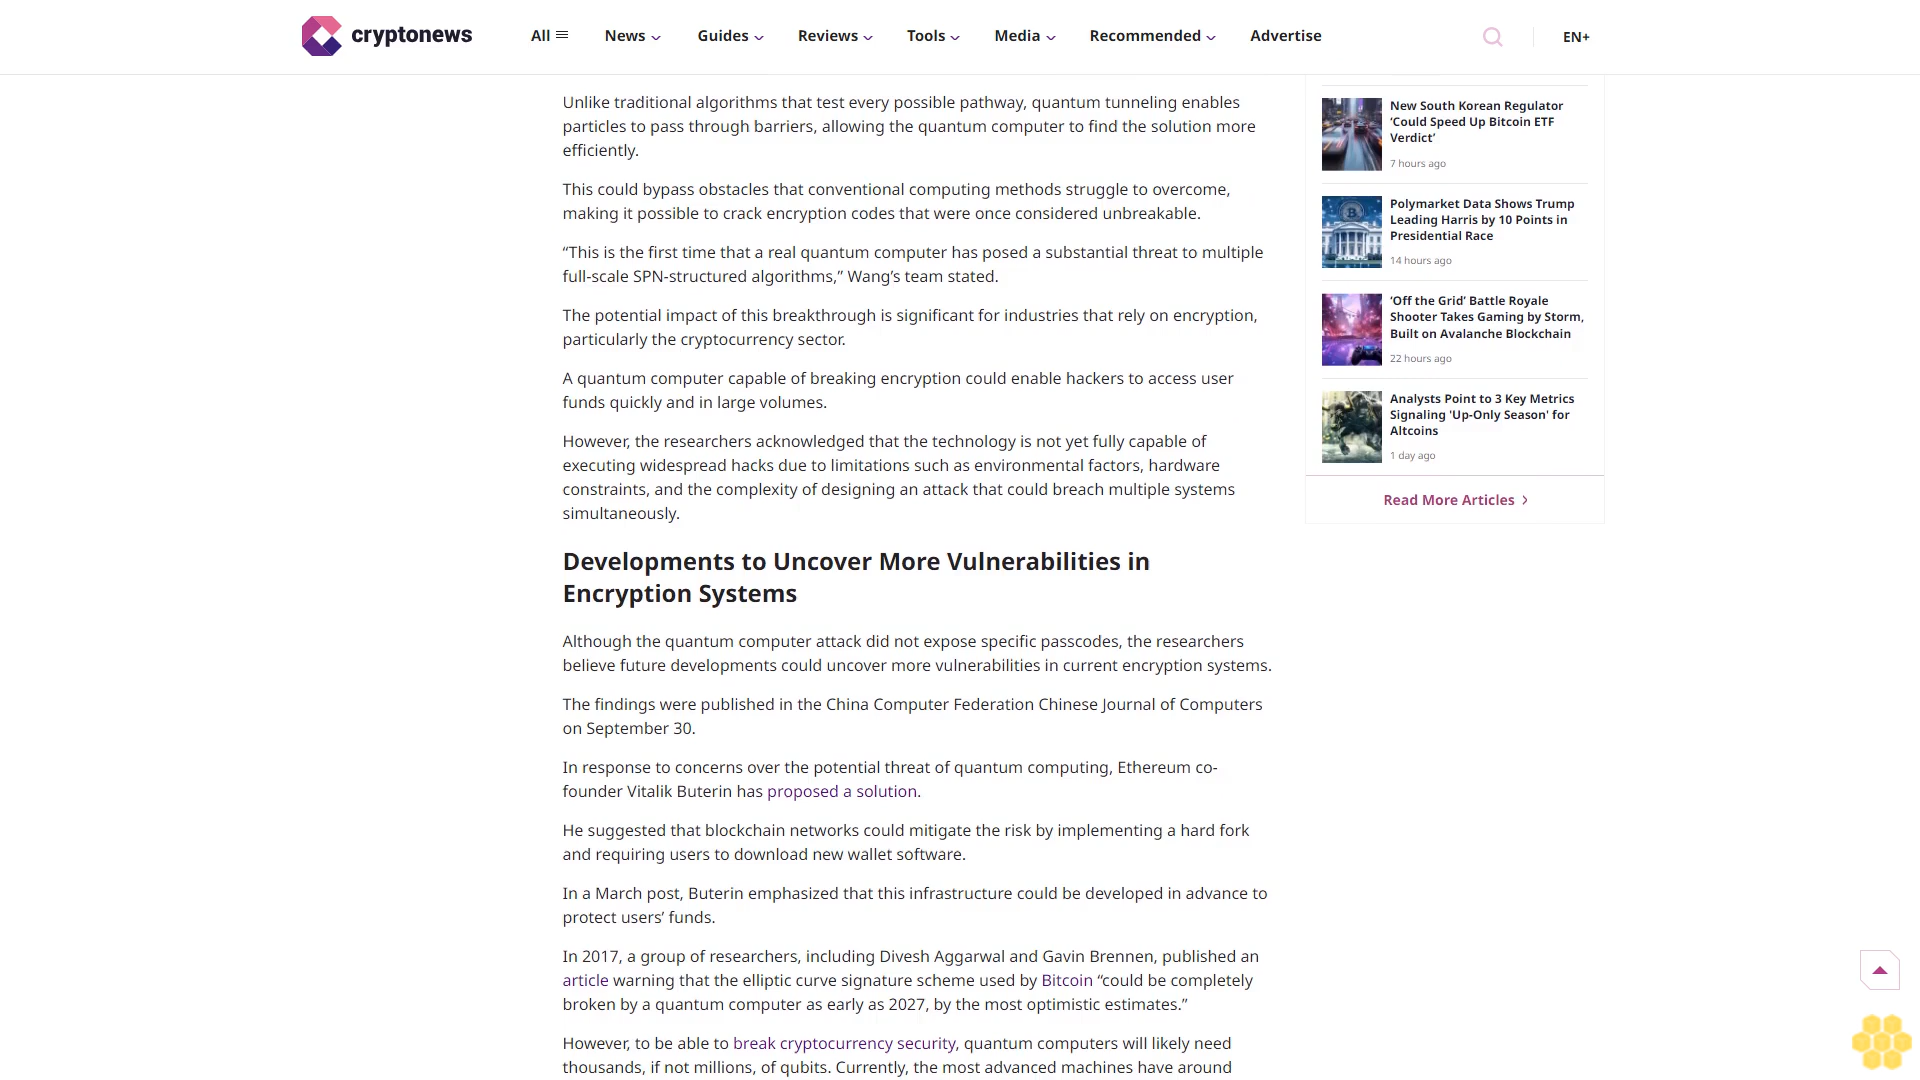 cryptonews
All
News
Guides
Reviews
Tools
Media
Recommended
Advertise
EN+
Unlike traditional algorithms that test every possible pathway, quantum tunneling enables
particles to pass through barriers, allowing the quantum computer to find the solution more
efficiently.
This could bypass obstacles that conventional computing methods struggle to overcome,
making it possible to crack encryption codes that were once considered unbreakable.
“This is the first time that a real quantum computer has posed a substantial threat to multiple
full-scale SPN-structured algorithms,” Wang’s team stated.
The potential impact of this breakthrough is significant for industries that rely on encryption,
particularly the cryptocurrency sector.
A quantum computer capable of breaking encryption could enable hackers to access user
funds quickly and in large volumes.
However, the researchers acknowledged that the technology is not yet fully capable of
executing widespread hacks due to limitations such as environmental factors, hardware
constraints, and the complexity of designing an attack that could breach multiple systems
simultaneously.
Developments to Uncover More Vulnerabilities in
Encryption Systems
Although the quantum computer attack did not expose specific passcodes, the researchers
believe future developments could uncover more vulnerabilities in current encryption systems.
The findings were published in the China Computer Federation Chinese Journal of Computers
on September 30.
In response to concerns over the potential threat of quantum computing, Ethereum co-
founder Vitalik Buterin has proposed a solution.
He suggested that blockchain networks could mitigate the risk by implementing a hard fork
and requiring users to download new wallet software.
In a March post, Buterin emphasized that this infrastructure could be developed in advance to
protect users’ funds.
In 2017, a group of researchers, including Divesh Aggarwal and Gavin Brennen, published an
article warning that the elliptic curve signature scheme used by Bitcoin “could be completely
broken by a quantum computer as early as 2027, by the most optimistic estimates.”
However, to be able to break cryptocurrency security, quantum computers will likely need
thousands, if not millions, of qubits. Currently, the most advanced machines have around
New South Korean Regulator
‘Could Speed Up Bitcoin ETF
Verdict’
7 hours ago
Polymarket Data Shows Trump
Leading Harris by 10 Points in
Presidential Race
14 hours ago
‘Off the Grid’ Battle Royale
Shooter Takes Gaming by Storm,
Built on Avalanche Blockchain
22 hours ago
Analysts Point to 3 Key Metrics
Signaling 'Up-Only Season' for
Altcoins
1 day ago
Read More Articles